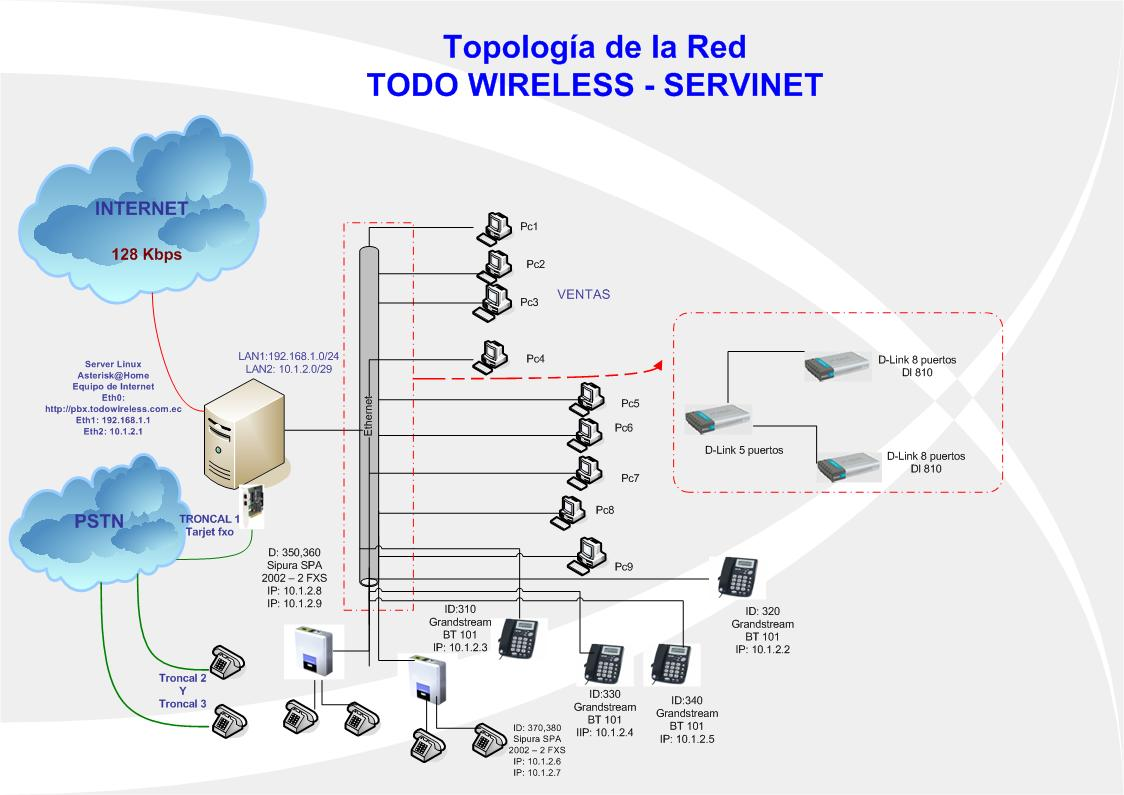 Topología de la Red
TODO WIRELESS - SERVINET
INTERNET
128 Kbps
Server Linux
Asterisk@Home
Equipo de Internet
Eth0:
http://pbx.todowireless.com.ec
Eth1: 192.168.1.1
Eth2: 10.1.2.1
LAN1:192.168.1.0/24
LAN2: 10.1.2.0/29
Ethernet
Pc1
Pc2
Pc3
VENTAS
Pc4
Pc5
Pc6
Pc7
Pc8
Pc9
D-Link 8 puertos
DI 810
D-Link 5 puertos
D-Link 8 puertos
DI 810
PSTN
TRONCAL 1
Tarjet fxo
D: 350,360
Sipura SPA
2002 – 2 FXS
IP: 10.1.2.8
IP: 10.1.2.9
ID:310
Grandstream
BT 101
IP: 10.1.2.3
ID: 320
Grandstream
BT 101
IP: 10.1.2.2
Troncal 2
Y
Troncal 3
ID:330
Grandstream
BT 101
IIP: 10.1.2.4
ID:340
Grandstream
BT 101
IP: 10.1.2.5
ID: 370,380
Sipura SPA
2002 – 2 FXS
IP: 10.1.2.6
IP: 10.1.2.7